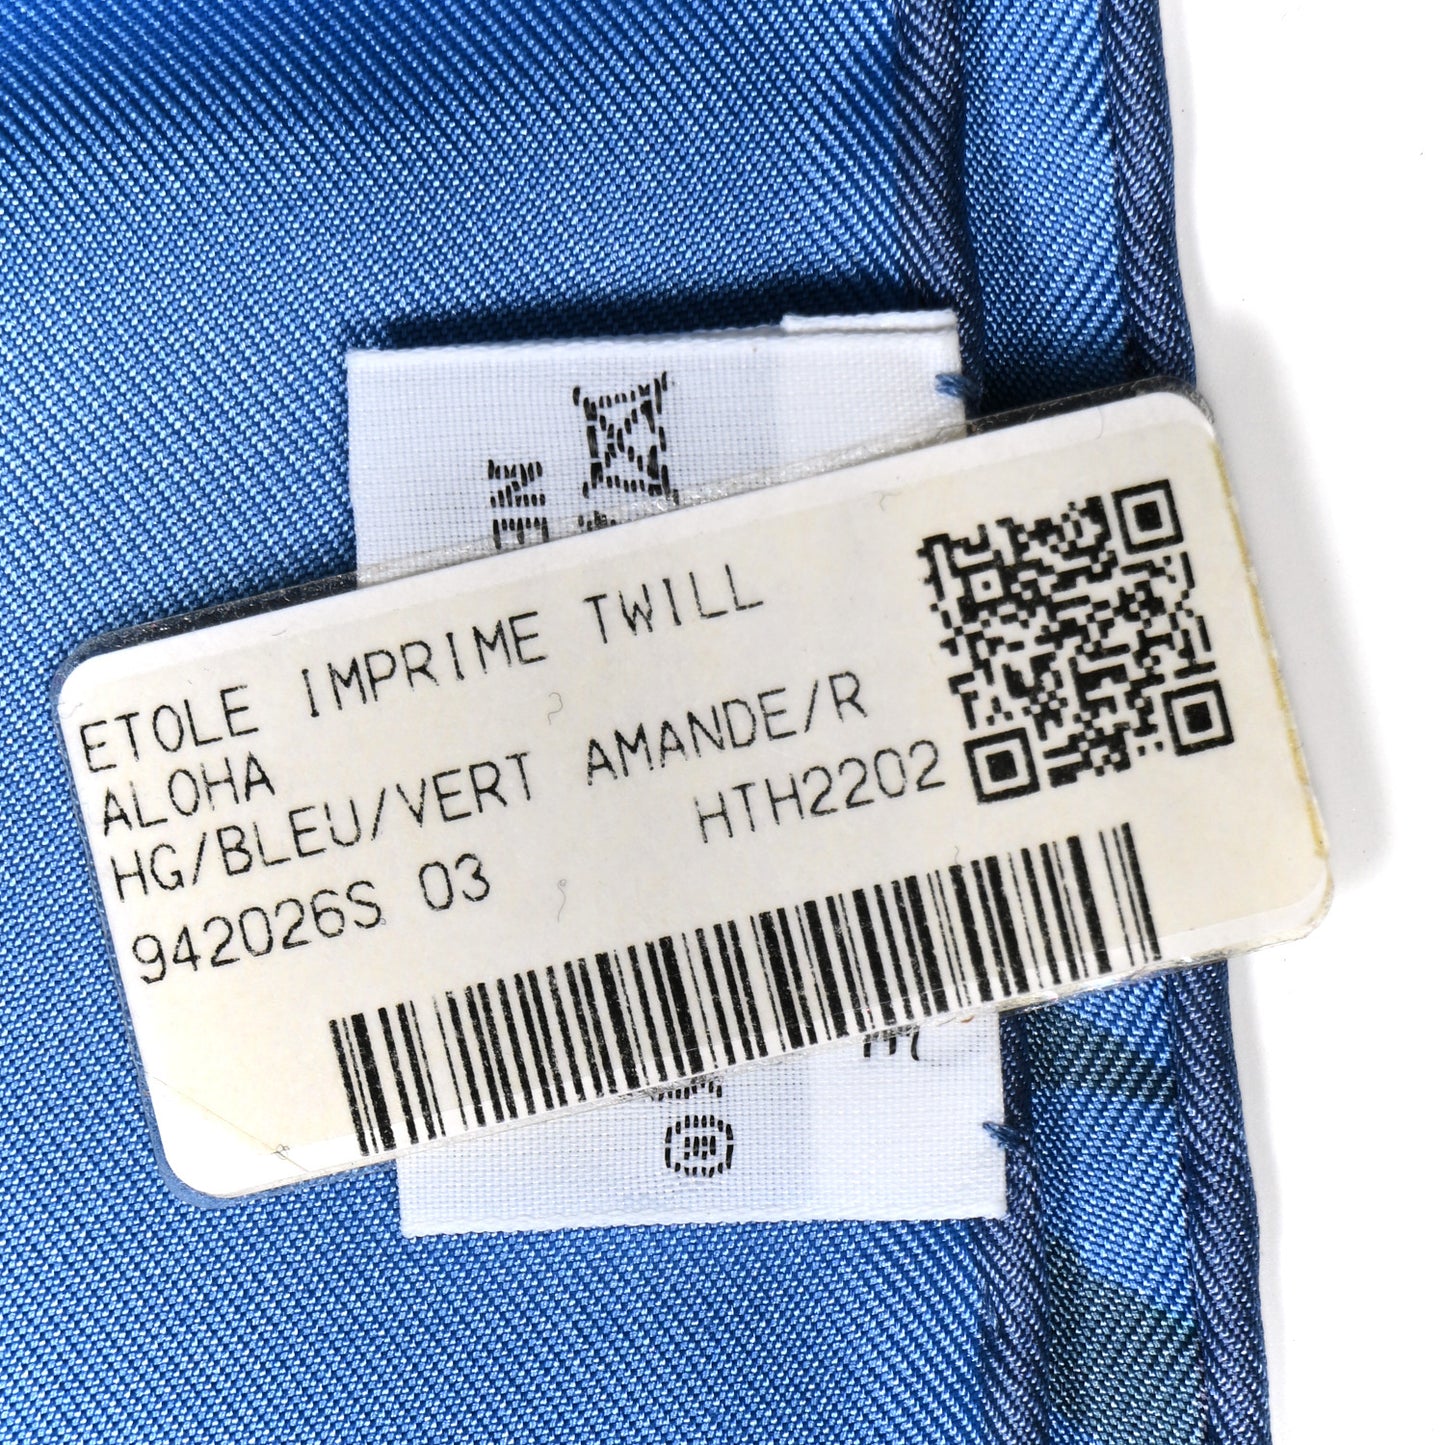 ETOLE IMPRIME TWILL
ALOHA
HG/BLEU/VERT AMANDE/R
942026S 03 HTH2202